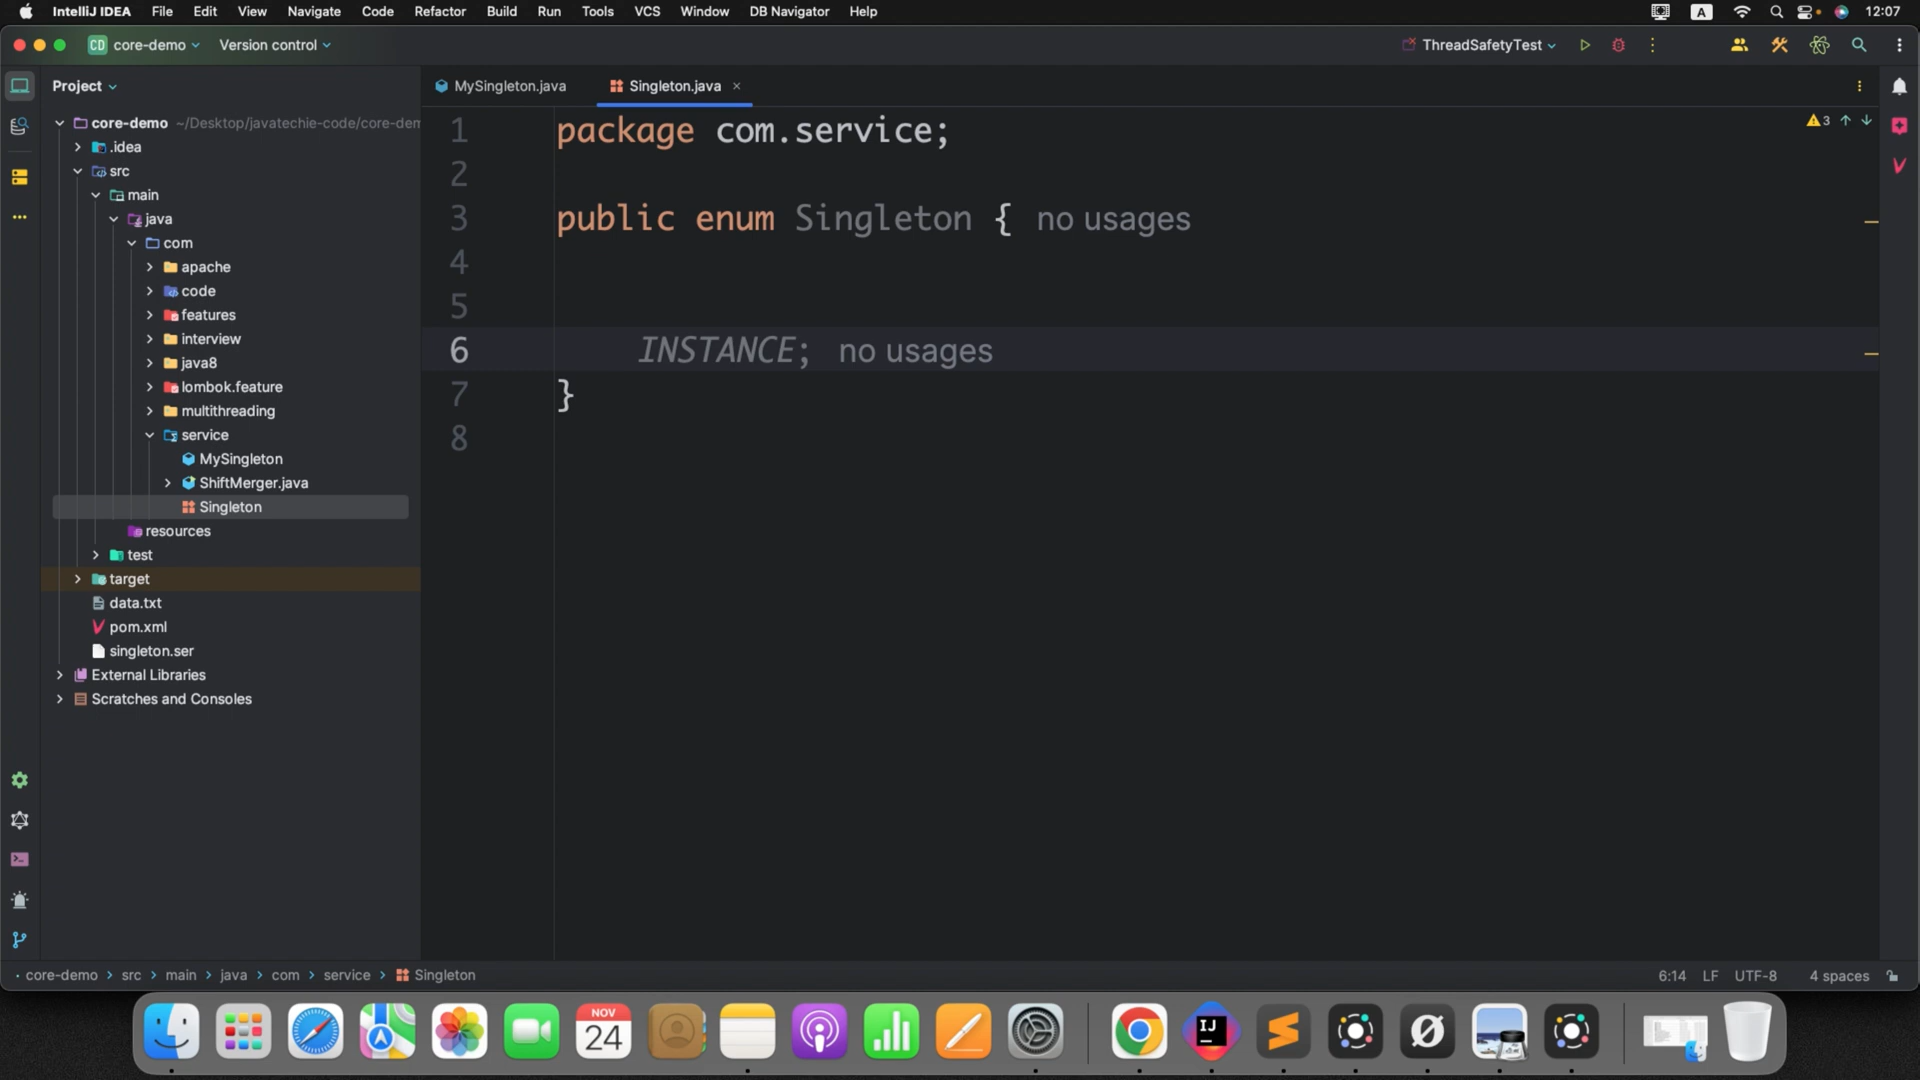 IntelliJ IDEA File Edit View Navigate Code Refactor Build Run Tools VCS Window DB Navigator Help A 12:07
CD core-demo Version control ThreadSafetyTest
Project
MySingleton.java
Singleton.java
core-demo ~/Desktop/javatechie-code/core-dem
.idea
src
main
java
com
apache
code
features
interview
java8
lombok.feature
multithreading
service
MySingleton
ShiftMerger.java
Singleton
resources
test
target
data.txt
pom.xml
singleton.ser
External Libraries
Scratches and Consoles
3
1 package com.service;
2
3 public enum Singleton { no usages
4
5
6 INSTANCE; no usages
7 }
8
core-demo > src > main > java > com > service > Singleton
6:14 LF UTF-8 4 spaces
NOV
24
IJ